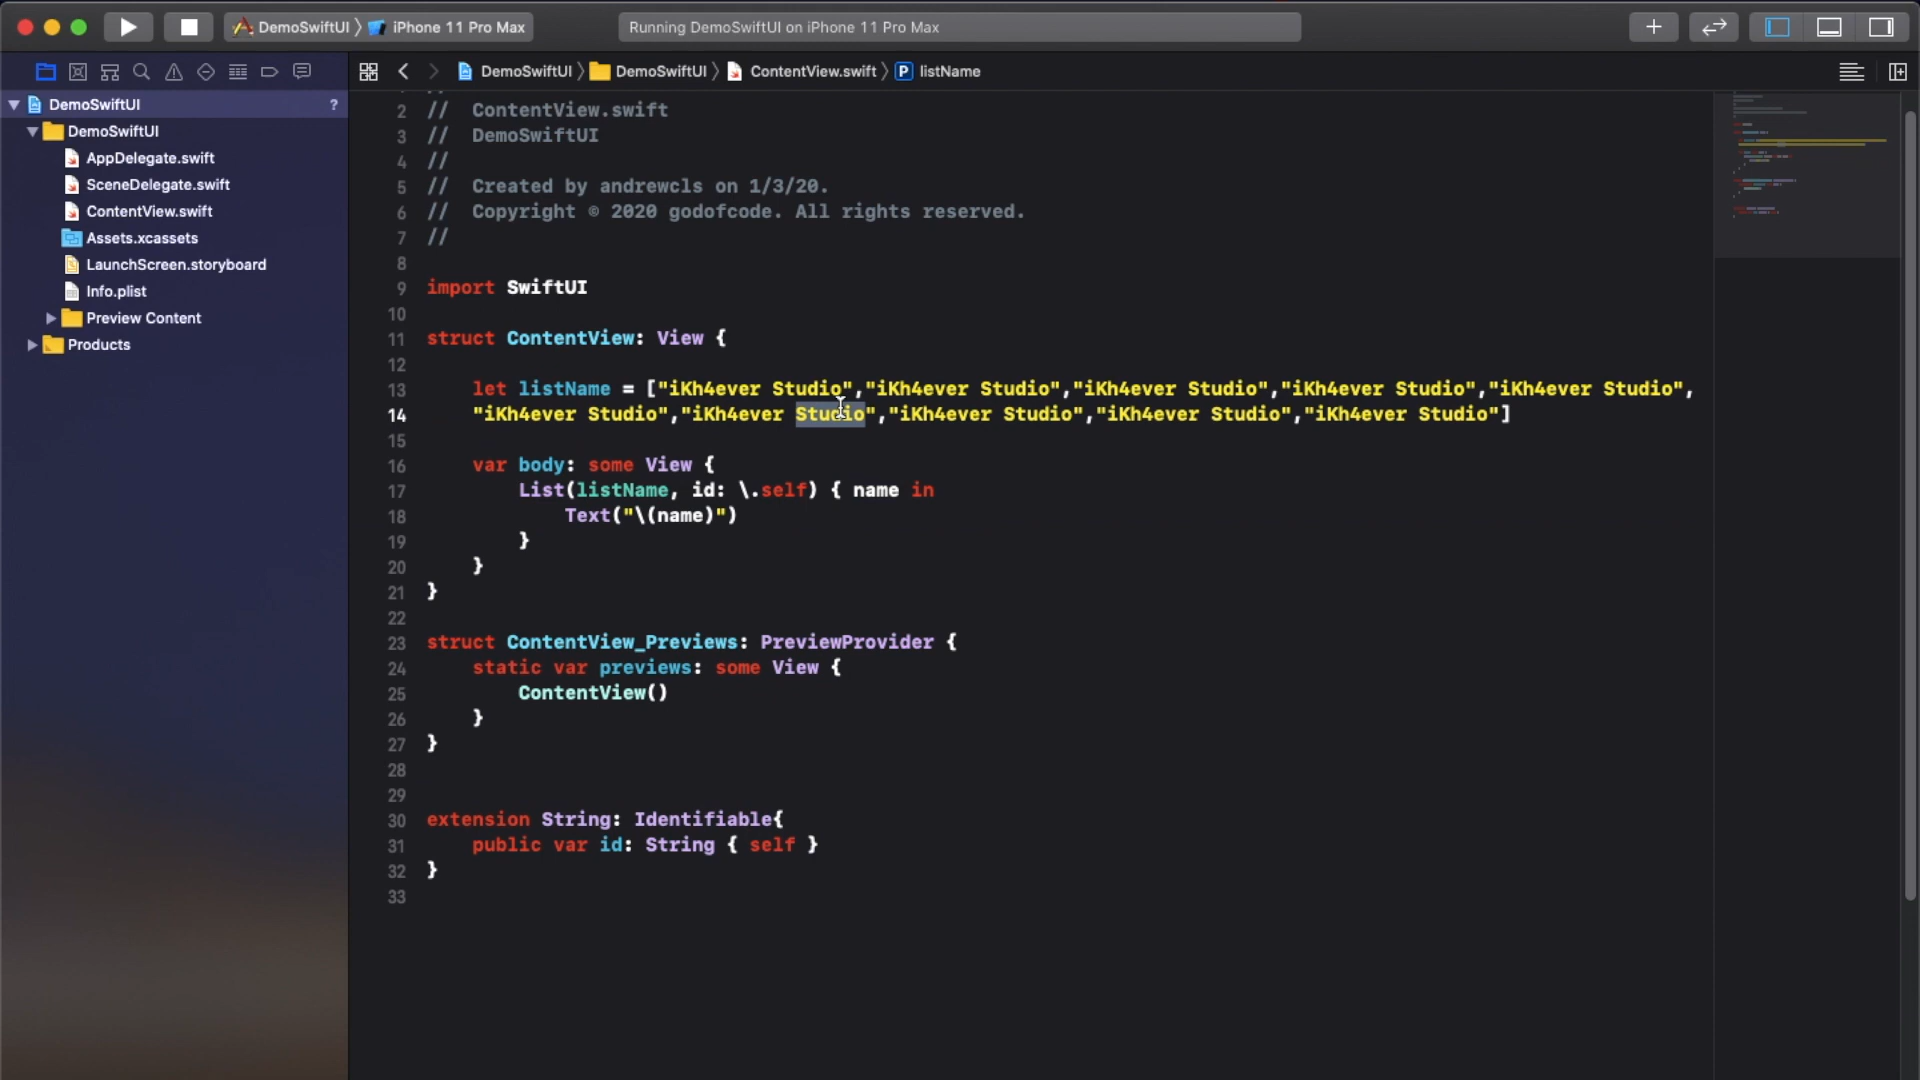 DemoSwiftUI iPhone 11 Pro Max
Running DemoSwiftUI on iPhone 11 Pro Max
DemoSwiftUI DemoSwiftUI ContentView.swift P listName
DemoSwiftUI ?
DemoSwiftUI
AppDelegate.swift
SceneDelegate.swift
ContentView.swift
Assets.xcassets
LaunchScreen.storyboard
Info.plist
Preview Content
Products
2 //  ContentView.swift
3 //  DemoSwiftUI
4 //
5 //  Created by andrewcls on 1/3/20.
6 //  Copyright © 2020 godofcode. All rights reserved.
7 //
8
9 import SwiftUI
10
11 struct ContentView: View {
12
13     let listName = ["iKh4ever Studio","iKh4ever Studio","iKh4ever Studio","iKh4ever Studio","iKh4ever Studio",
14     "iKh4ever Studio","iKh4ever Studio","iKh4ever Studio","iKh4ever Studio","iKh4ever Studio"]
15
16     var body: some View {
17         List(listName, id: \.self) { name in
18             Text("\(name)")
19         }
20     }
21 }
22
23 struct ContentView_Previews: PreviewProvider {
24     static var previews: some View {
25         ContentView()
26     }
27 }
28
29
30 extension String: Identifiable{
31     public var id: String { self }
32 }
33